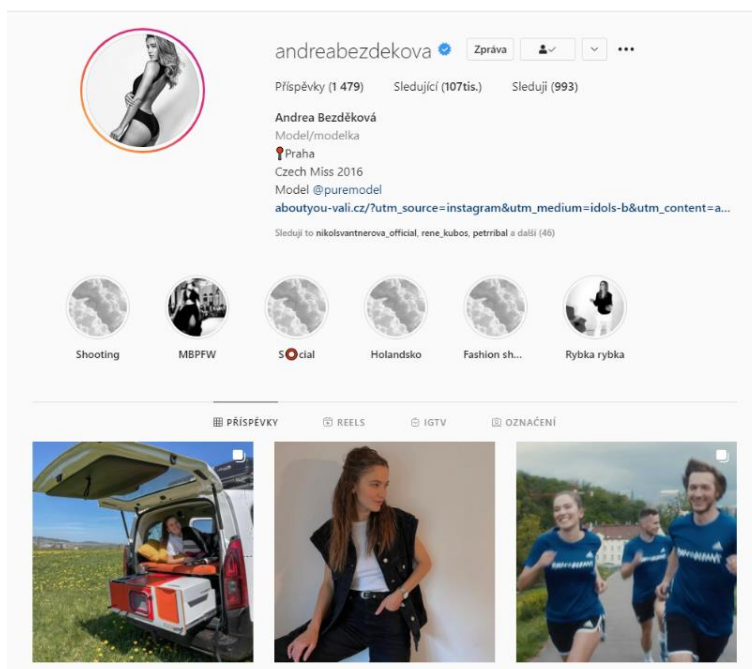 andreabezdekova
Zpráva
Příspěvky (1 479) Sledující (107tis.) Sleduji (993)
Andrea Bezděková
Model/modelka
Praha
Czech Miss 2016
Model @puremodel
aboutyou-vali.cz/?utm_source=instagram&utm_medium=idols-b&utm_content=a...
Sledují to nikolsvantnerova_official, rene_kubos, petrribal a další (46)
Shooting MBPFW S⭕cial Holandsko Fashion sh... Rybka rybka
PŘÍSPĚVKY REELS IGTV OZNAČENÍ